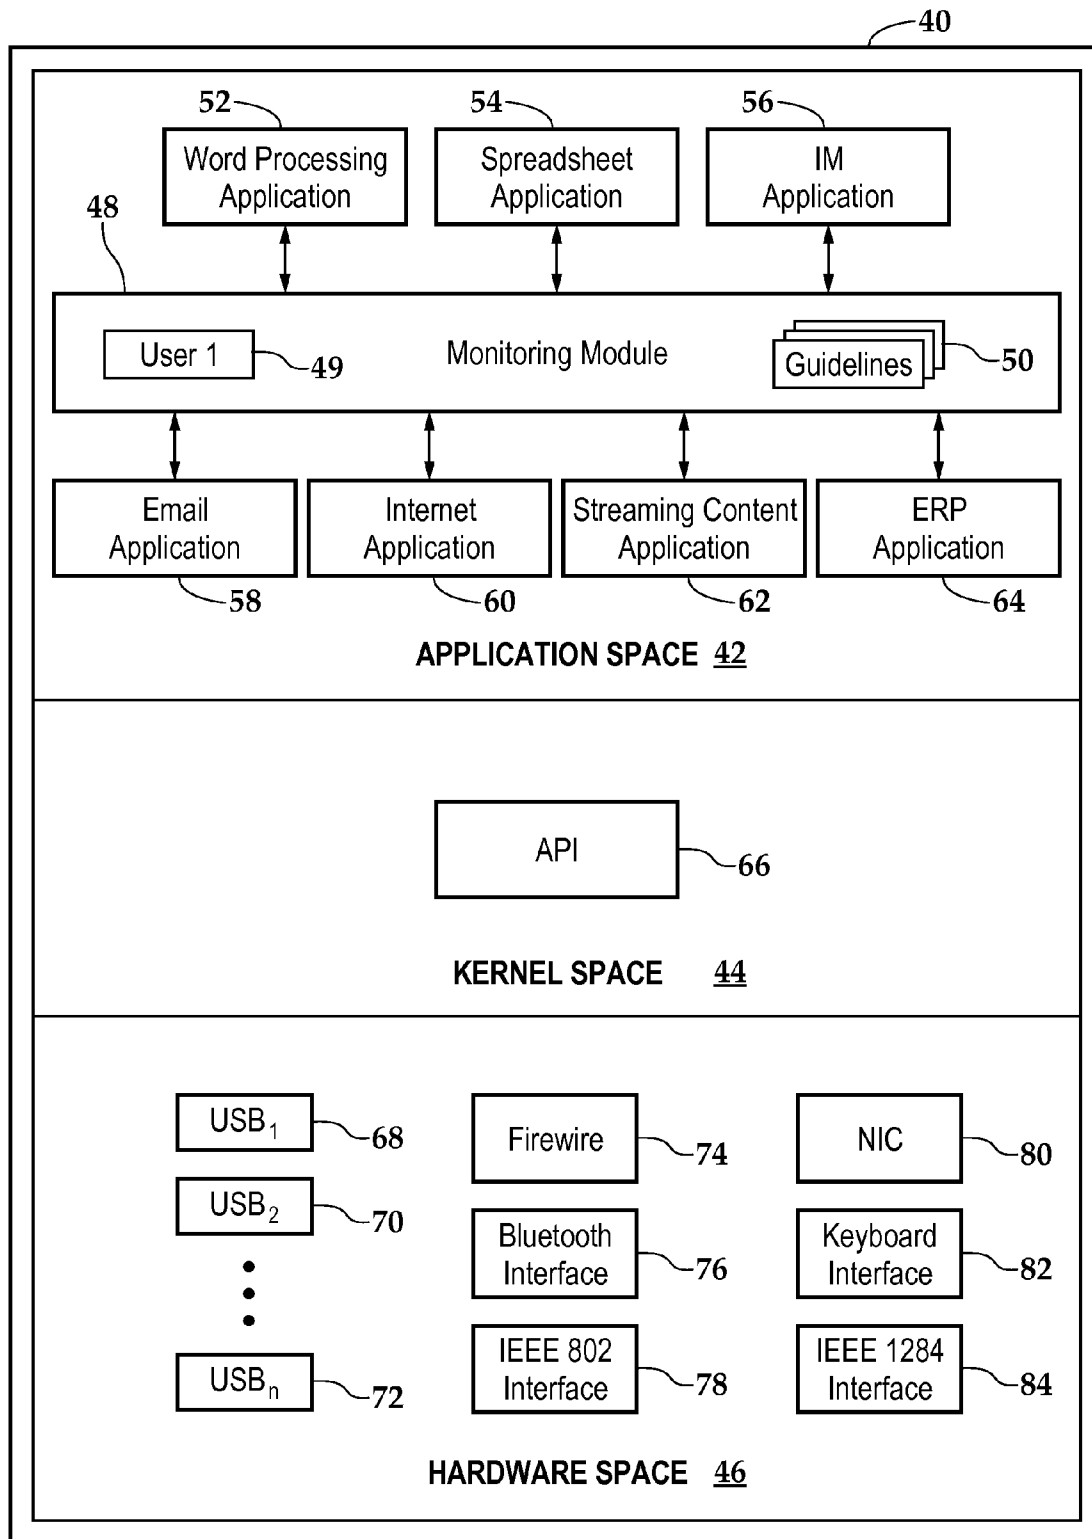 40
52
54
56
Word Processing
Application
Spreadsheet
Application
IM
Application
48
User 1
49
Monitoring Module
Guidelines
50
Email
Application
Internet
Application
Streaming Content
Application
ERP
Application
58
60
62
64
APPLICATION SPACE 42
API
66
KERNEL SPACE 44
USB1
68
Firewire
74
NIC
80
USB2
70
Bluetooth
Interface
76
Keyboard
Interface
82
USBn
72
IEEE 802
Interface
78
IEEE 1284
Interface
84
HARDWARE SPACE 46